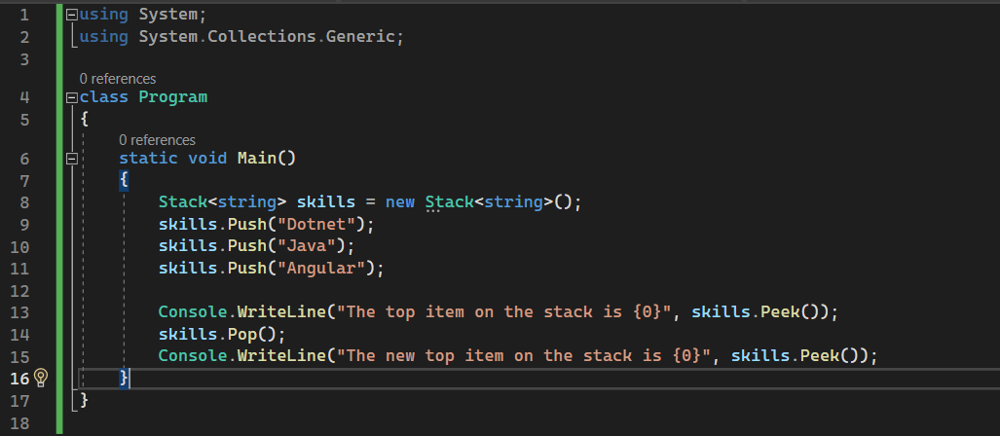 1 using System;
2 using System.Collections.Generic;
3
0 references
4 class Program
5 {
0 references
6 static void Main()
7 {
8 Stack<string> skills = new Stack<string>();
9 skills.Push("Dotnet");
10 skills.Push("Java");
11 skills.Push("Angular");
12
13 Console.WriteLine("The top item on the stack is {0}", skills.Peek());
14 skills.Pop();
15 Console.WriteLine("The new top item on the stack is {0}", skills.Peek());
16 }
17 }
18